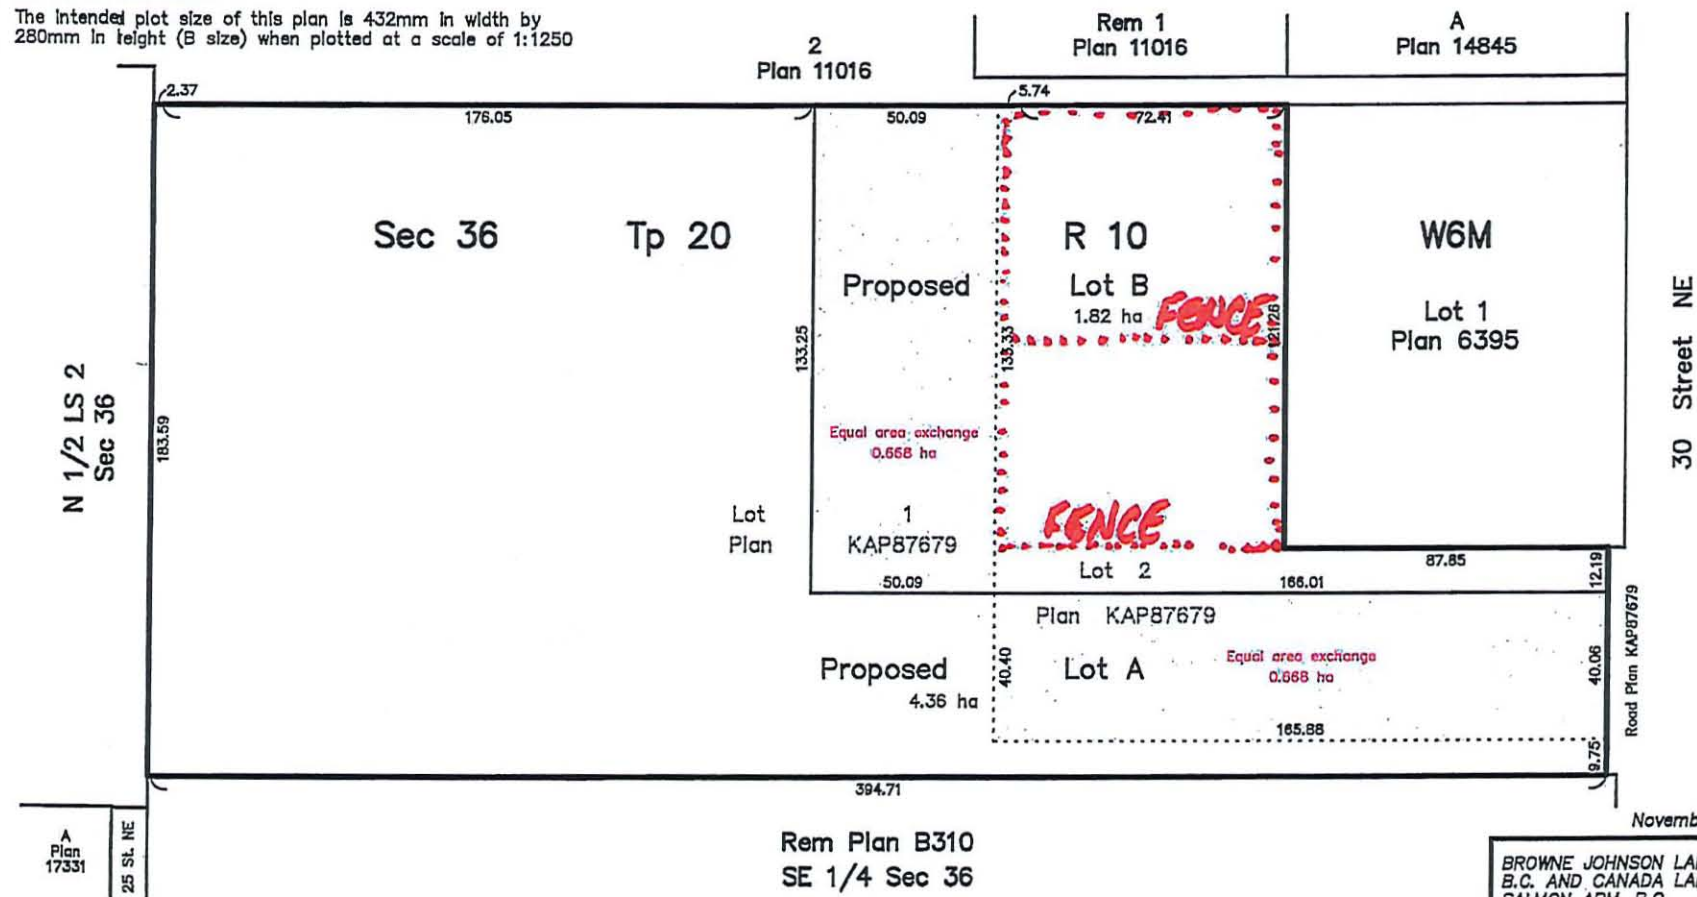 The intended plot size of this plan is 432mm in width by
280mm in height (B size) when plotted at a scale of 1:1250
2
Plan 11016
Rem 1
Plan 11016
A
Plan 14845
2.37
176.05
50.09
5.74
72.41
Sec 36
Tp 20
R 10
W6M
Proposed
Lot B
1.82 ha
FENCE
Lot 1
Plan 6395
30 Street NE
N 1/2 LS 2
Sec 36
183.59
133.25
133.33
121.26
Equal area exchange
0.668 ha
Lot 1
Plan KAP87679
FENCE
Lot 2
Plan KAP87679
50.09
166.01
87.85
12.19
Road Plan KAP87679
Proposed Lot A
4.36 ha
40.40
Equal area exchange
0.668 ha
40.06
165.88
9.75
394.71
A
Plan
17331
25 St. NE
Rem Plan B310
SE 1/4 Sec 36
Novemb
BROWNE JOHNSON LA
B.C. AND CANADA LA
SALMON ARM, B.C.